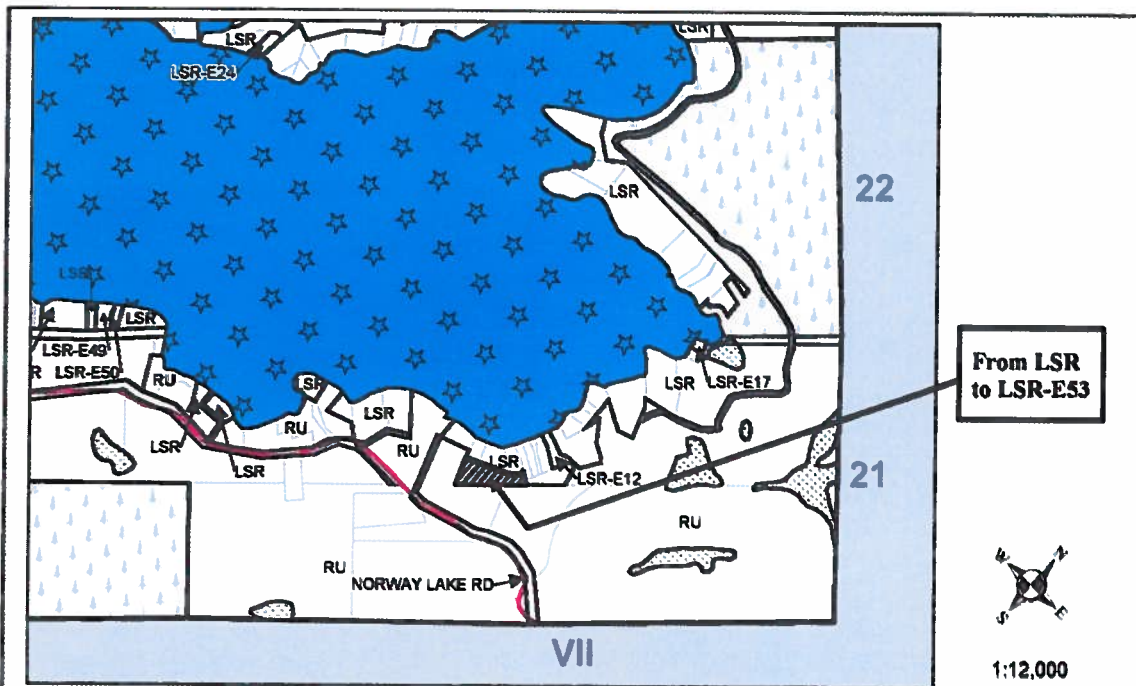 LSR
LSR
LSR-E24
22
LSR
LSR
LSR-E49
R
LSR-E50
RU
LSR
LSR
RU
LSR
LSR-E17
From LSR
to LSR-E53
LSR
RU
LSR
LSR
LSR-E12
21
RU
RU
NORWAY LAKE RD
W
N
S
E
VII
1:12,000